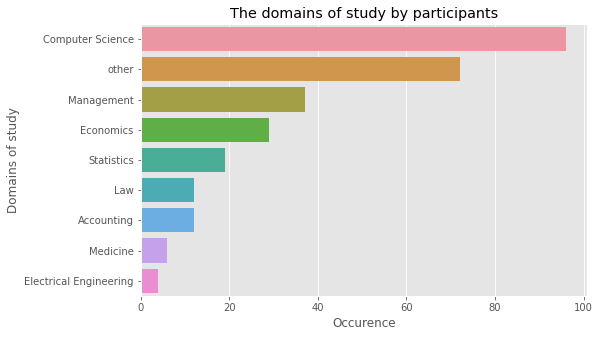 The domains of study by participants
Domains of study
Computer Science
other
Management
Economics
Statistics
Law
Accounting
Medicine
Electrical Engineering
0 20 40 60 80 100
Occurence